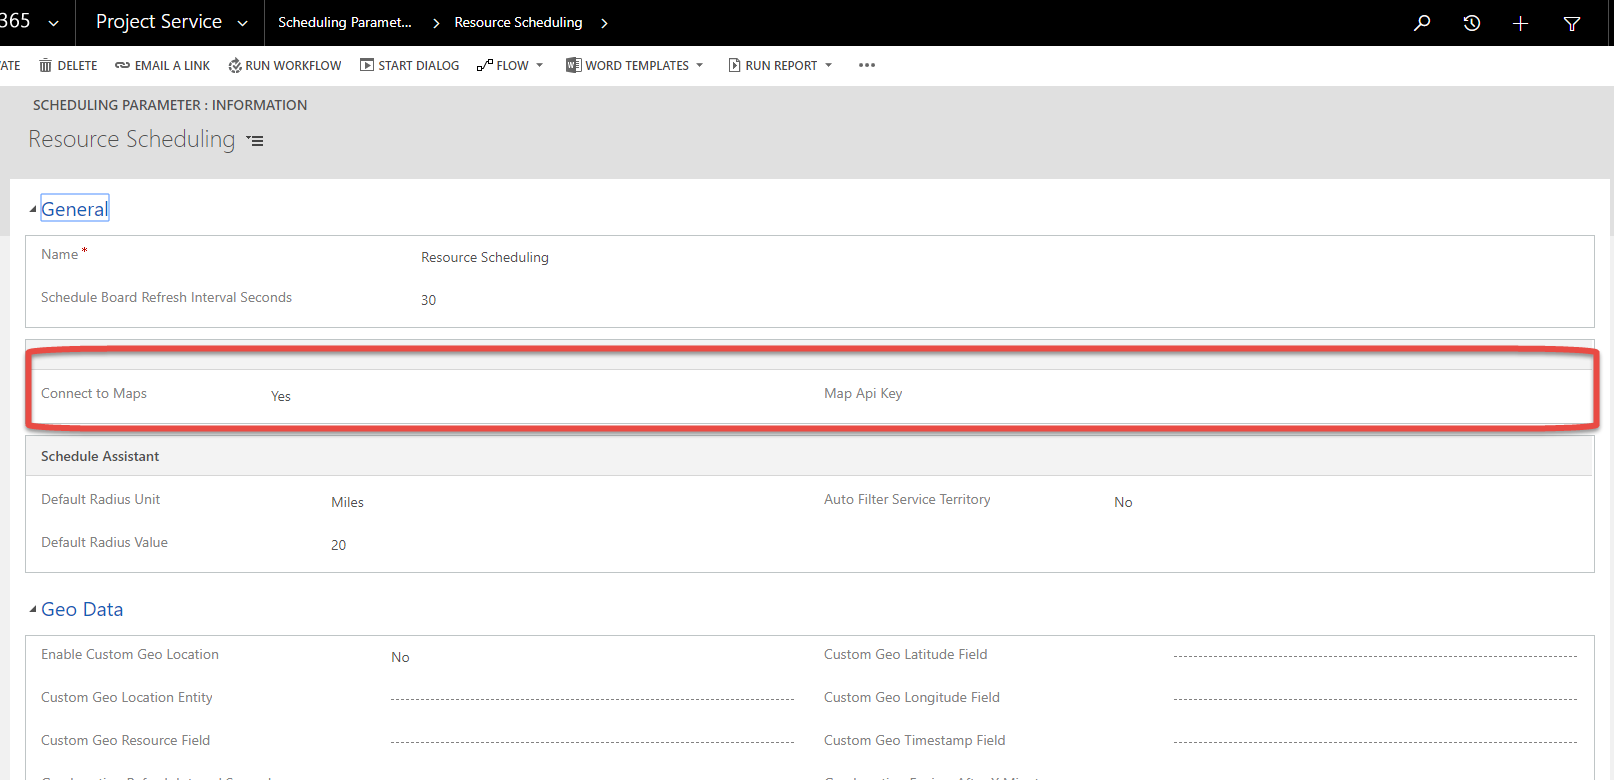 365 Project Service Scheduling Paramet... Resource Scheduling
ATE DELETE EMAIL A LINK RUN WORKFLOW START DIALOG FLOW WORD TEMPLATES RUN REPORT
SCHEDULING PARAMETER : INFORMATION
Resource Scheduling
General
Name *
Resource Scheduling
Schedule Board Refresh Interval Seconds
30
Connect to Maps
Yes
Map Api Key
Schedule Assistant
Default Radius Unit
Miles
Auto Filter Service Territory
No
Default Radius Value
20
Geo Data
Enable Custom Geo Location
No
Custom Geo Latitude Field
Custom Geo Location Entity
Custom Geo Longitude Field
Custom Geo Resource Field
Custom Geo Timestamp Field